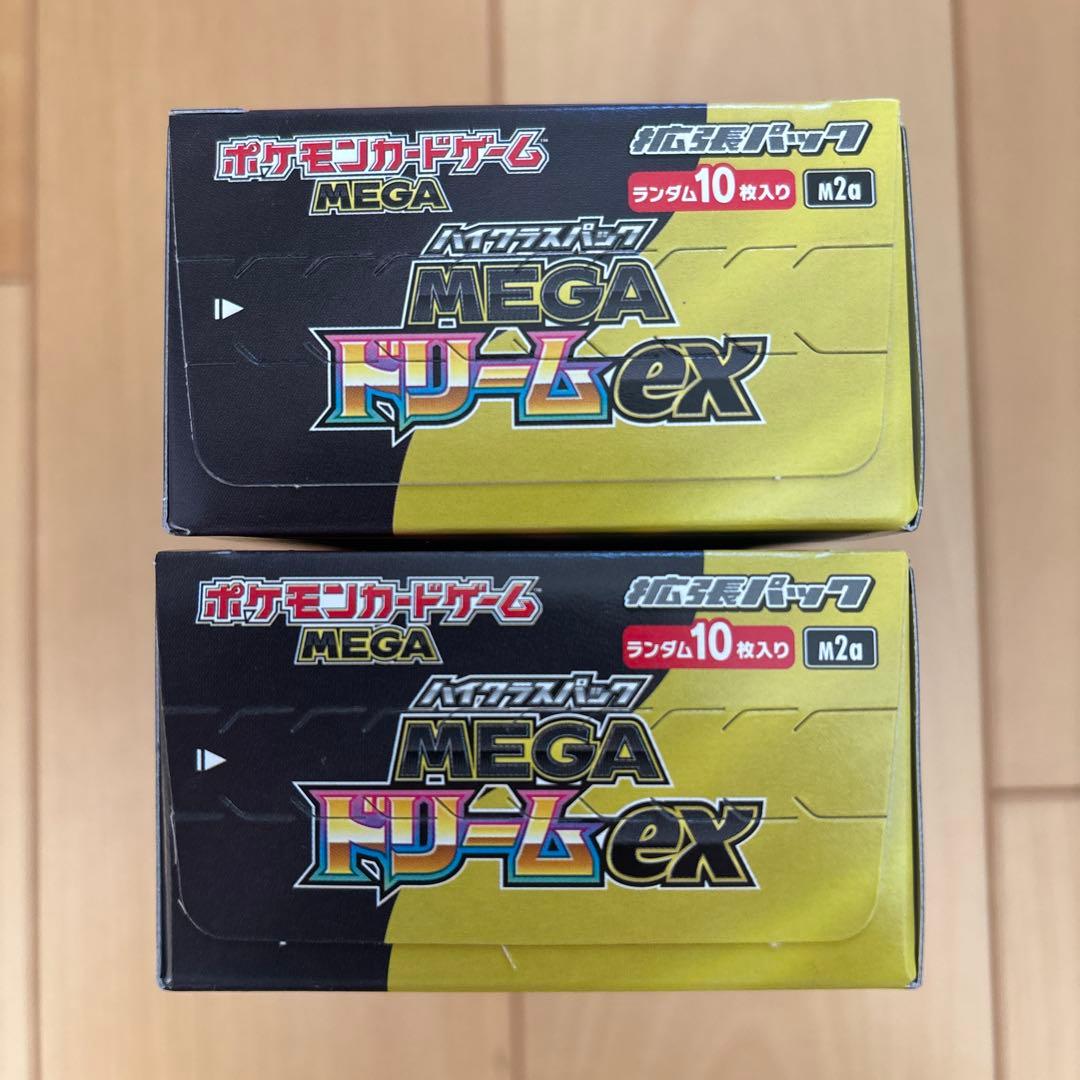 ポケモンカードゲーム™
MEGA
拡張パック
ランダム10枚入り M2a
ハイクラスパック
MEGA
ドリームex
ポケモンカードゲーム™
MEGA
拡張パック
ランダム10枚入り M2a
ハイクラスパック
MEGA
ドリームex